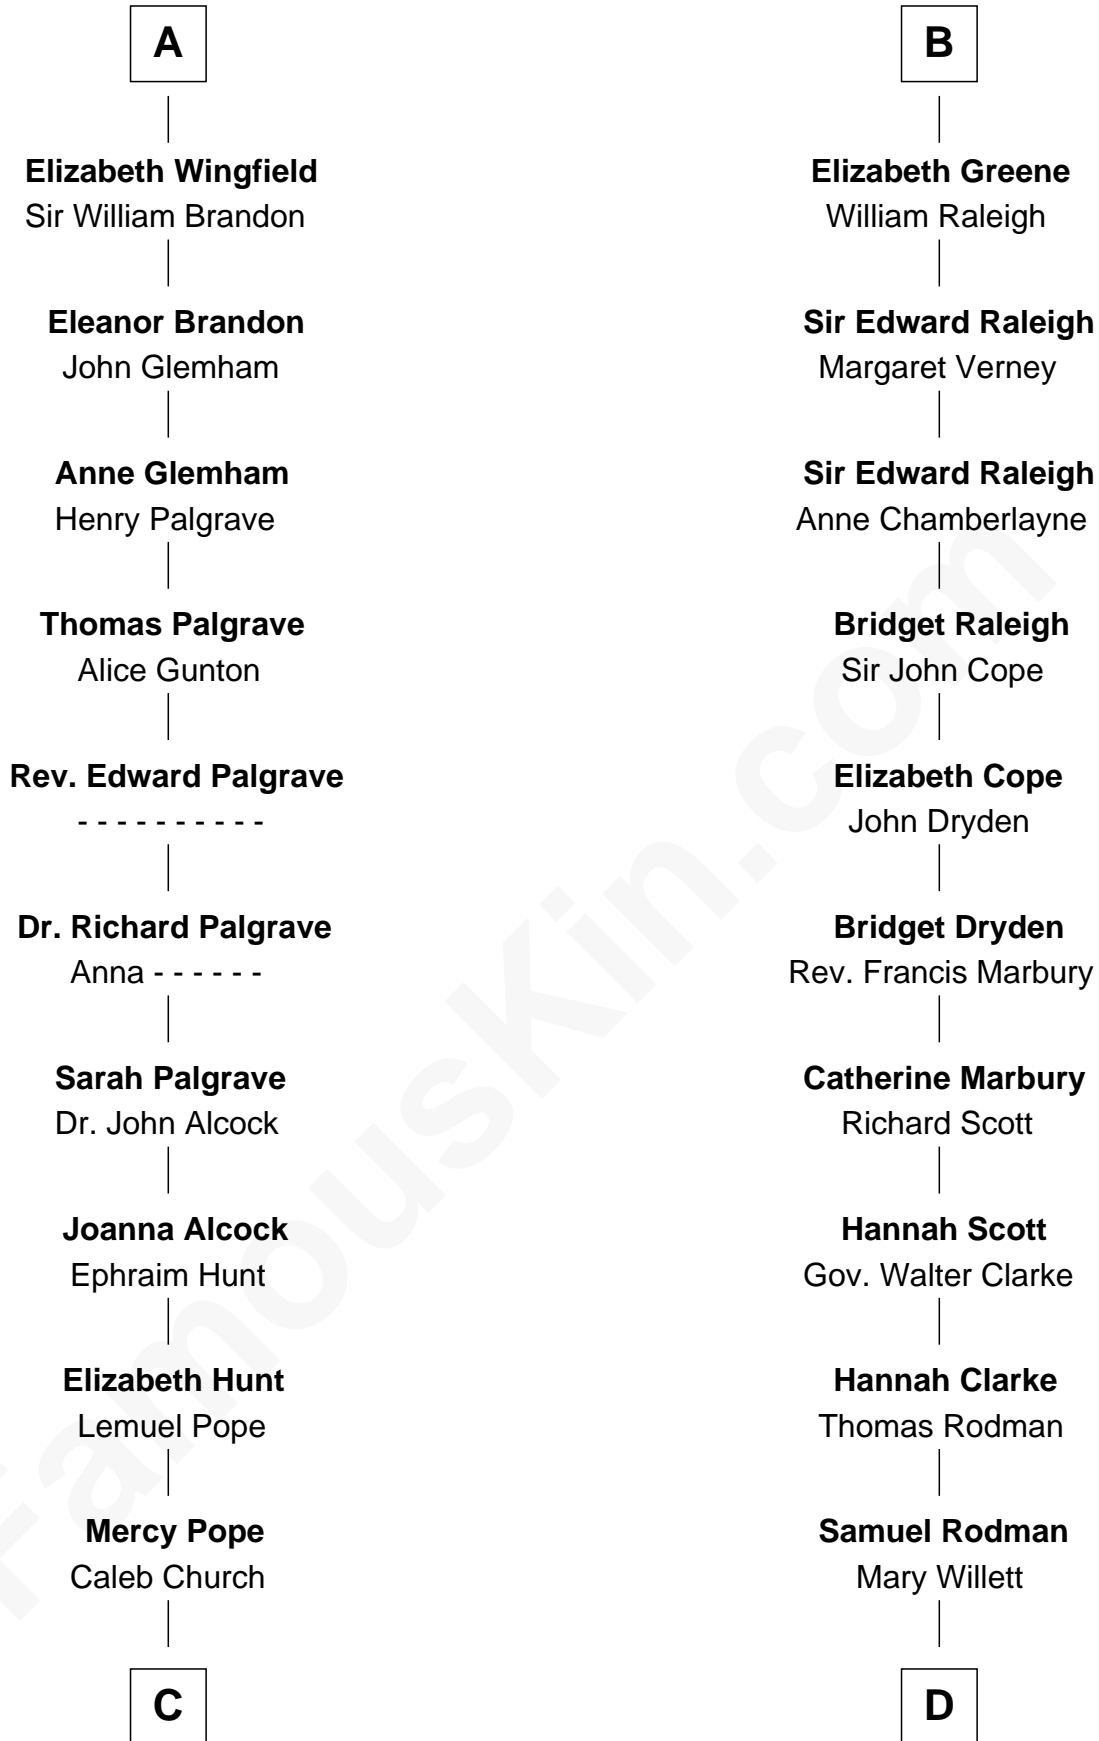 A
Elizabeth Wingfield
Sir William Brandon
Eleanor Brandon
John Glemham
Anne Glemham
Henry Palgrave
Thomas Palgrave
Alice Gunton
Rev. Edward Palgrave
- - - - - - - - - -
Dr. Richard Palgrave
Anna - - - - - -
Sarah Palgrave
Dr. John Alcock
Joanna Alcock
Ephraim Hunt
Elizabeth Hunt
Lemuel Pope
Mercy Pope
Caleb Church
C
B
Elizabeth Greene
William Raleigh
Sir Edward Raleigh
Margaret Verney
Sir Edward Raleigh
Anne Chamberlayne
Bridget Raleigh
Sir John Cope
Elizabeth Cope
John Dryden
Bridget Dryden
Rev. Francis Marbury
Catherine Marbury
Richard Scott
Hannah Scott
Gov. Walter Clarke
Hannah Clarke
Thomas Rodman
Samuel Rodman
Mary Willett
D
FamousKin.com